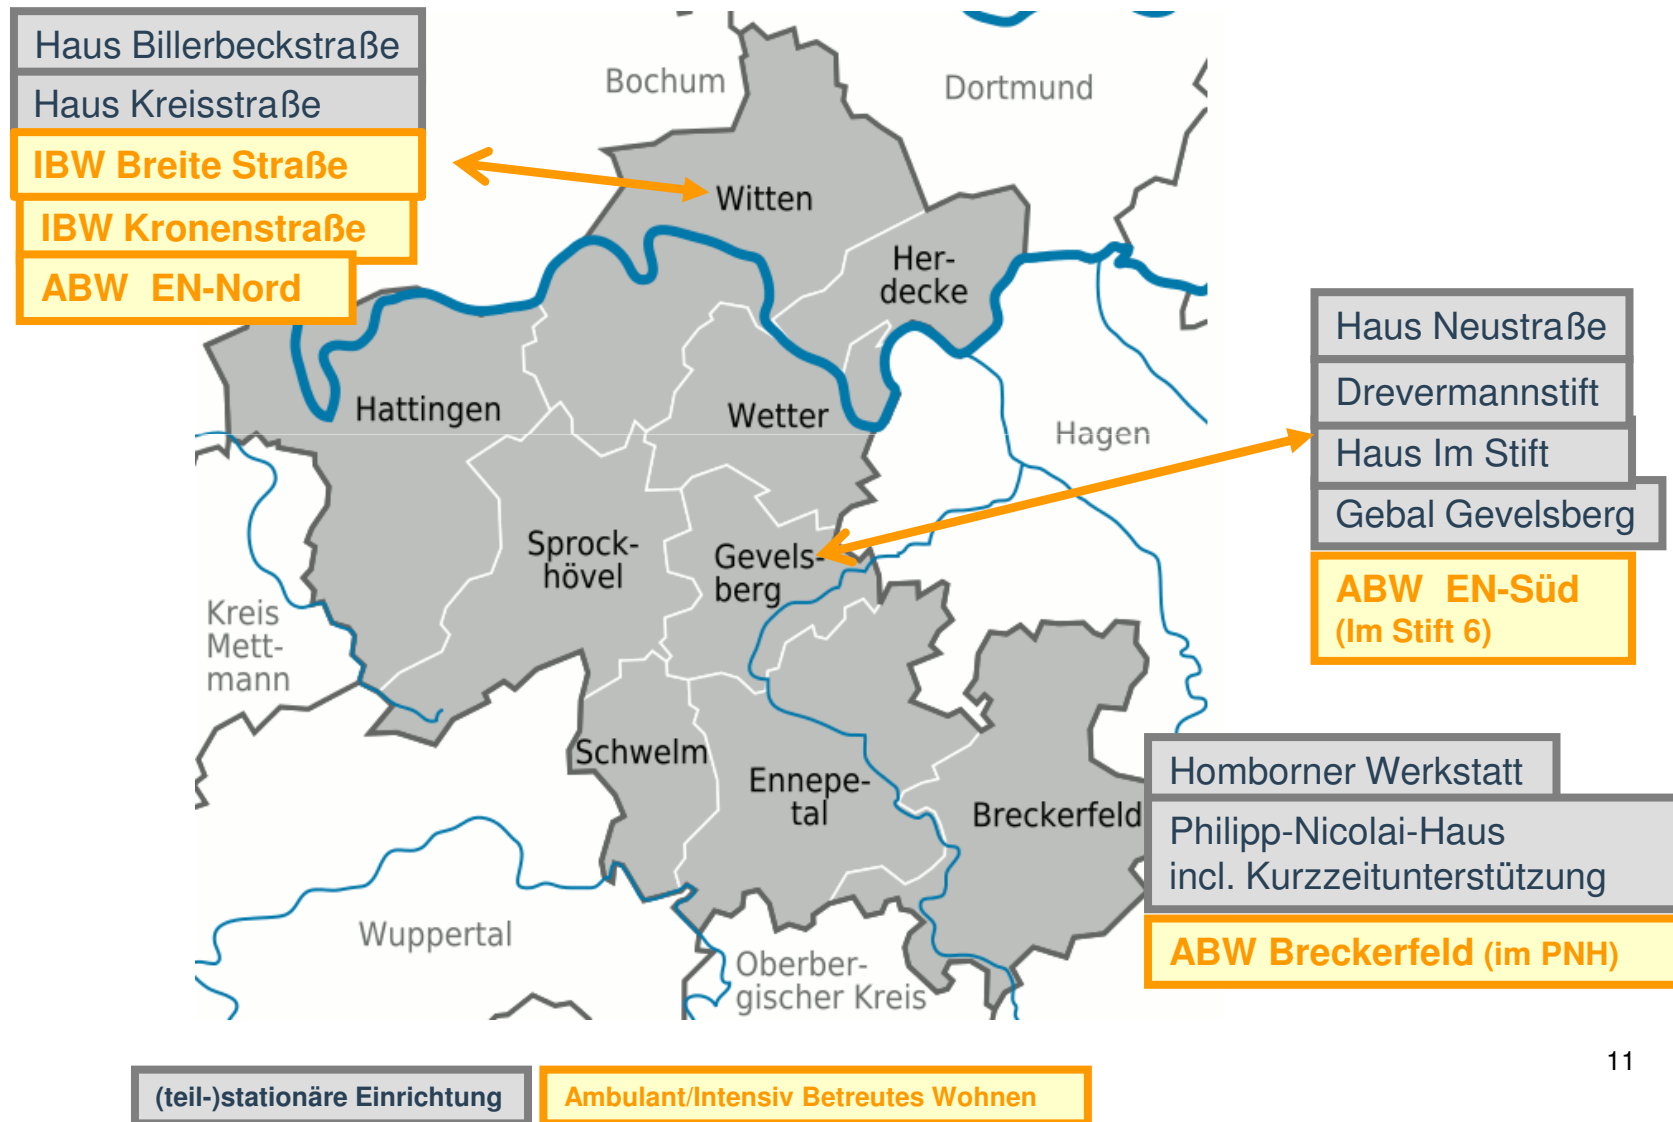 Haus Billerbeckstraße
Haus Kreisstraße
IBW Breite Straße
IBW Kronenstraße
ABW EN-Nord
Bochum
Dortmund
Witten
Her-
decke
Hattingen
Wetter
Hagen
Sprock-
hövel
Gevels-
berg
Kreis
Mett-
mann
Schwelm
Ennepe-
tal
Breckerfeld
Wuppertal
Oberber-
gischer Kreis
Haus Neustraße
Drevermannstift
Haus Im Stift
Gebal Gevelsberg
ABW EN-Süd
(Im Stift 6)
Homborner Werkstatt
Philipp-Nicolai-Haus
incl. Kurzzeitunterstützung
ABW Breckerfeld (im PNH)
11
(teil-)stationäre Einrichtung
Ambulant/Intensiv Betreutes Wohnen